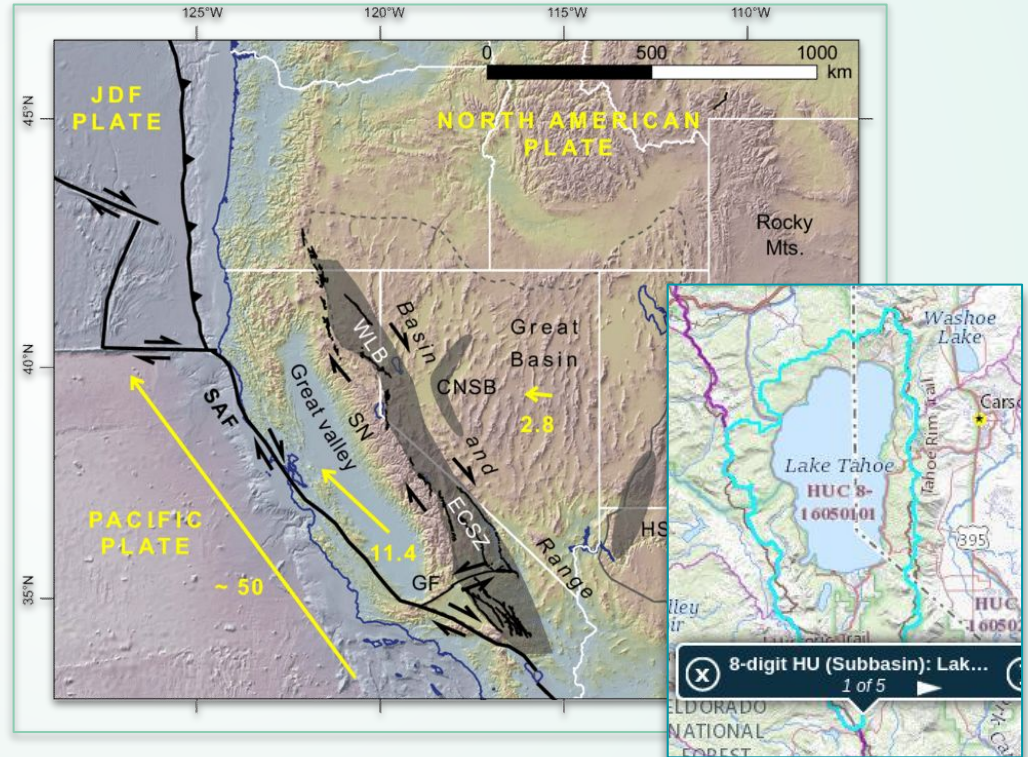 125°W
120°W
115°W
110°W
45°N
40°N
35°N
0
500
1000
km
JDF
PLATE
NORTH AMERICAN
PLATE
Rocky
Mts.
Basin
and
Range
Great
Basin
WLB
CNSB
2.8
SAF
Great valley
SN
ECSZ
PACIFIC
PLATE
11.4
~ 50
GF
HS
Washoe
Lake
Cars
Tahoe Rim Trail
Lake Tahoe
HUC 8-
16050101
395
HUC
16050
8-digit HU (Subbasin): Lak...
X
1 of 5
ELDORADO
NATIONAL
FOREST